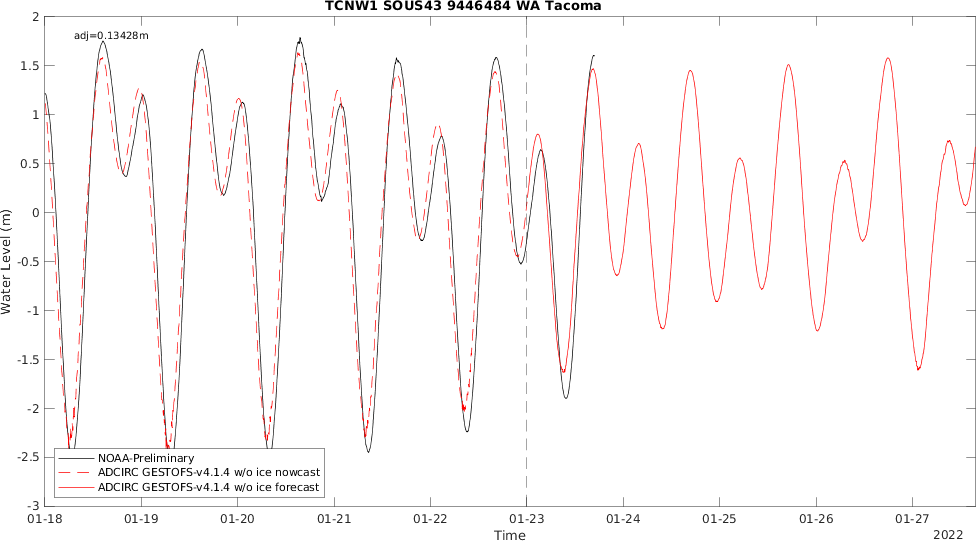 TCNW1 SOUS43 9446484 WA Tacoma
adj=0.13428m
2
1.5
1
0.5
0
-0.5
-1
-1.5
-2
-2.5
-3
Water Level (m)
NOAA-Preliminary
ADCIRC GESTOFS-v4.1.4 w/o ice nowcast
ADCIRC GESTOFS-v4.1.4 w/o ice forecast
01-18 01-19 01-20 01-21 01-22 01-23 01-24 01-25 01-26 01-27
Time
2022